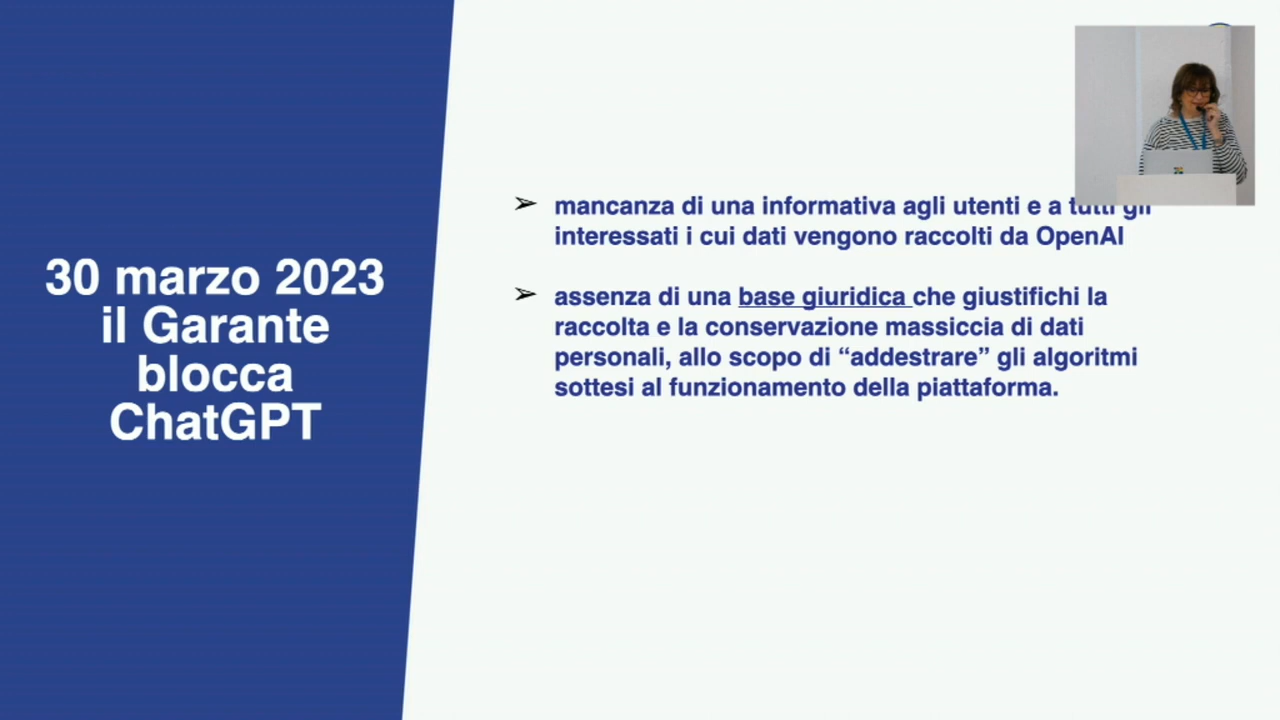 30 marzo 2023
il Garante
blocca
ChatGPT
➢ mancanza di una informativa agli utenti e a tutti gli
interessati i cui dati vengono raccolti da OpenAI
➢ assenza di una base giuridica che giustifichi la
raccolta e la conservazione massiccia di dati
personali, allo scopo di “addestrare” gli algoritmi
sottesi al funzionamento della piattaforma.